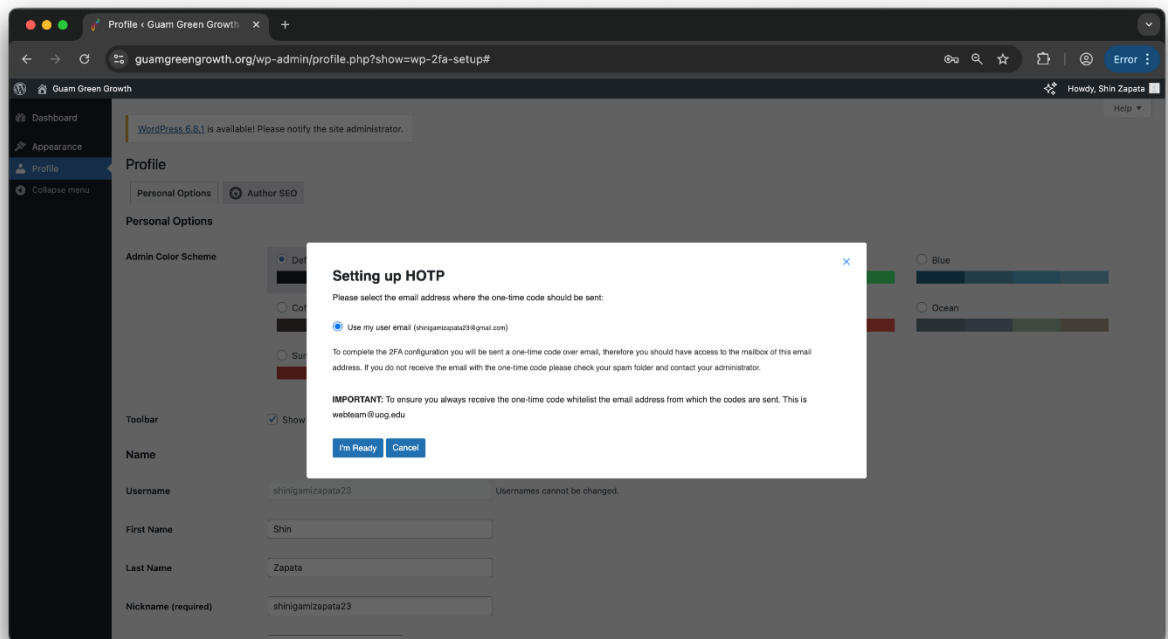 Profile ‹ Guam Green Growth
guamgreengrowth.org/wp-admin/profile.php?show=wp-2fa-setup#
Error
Guam Green Growth
Howdy, Shin Zapata
Help
Dashboard
Appearance
Profile
Collapse menu
WordPress 6.8.1 is available! Please notify the site administrator.
Profile
Personal Options
Author SEO
Personal Options
Admin Color Scheme
Def
Blue
Cof
Ocean
Sur
Setting up HOTP
Please select the email address where the one-time code should be sent:
Use my user email (shinigamizapata23@gmail.com)
To complete the 2FA configuration you will be sent a one-time code over email, therefore you should have access to the mailbox of this email
address. If you do not receive the email with the one-time code please check your spam folder and contact your administrator.
IMPORTANT: To ensure you always receive the one-time code whitelist the email address from which the codes are sent. This is
webteam@uog.edu
I'm Ready
Cancel
Toolbar
Show
Name
Username
shinigamizapata23
Usernames cannot be changed.
First Name
Shin
Last Name
Zapata
Nickname (required)
shinigamizapata23